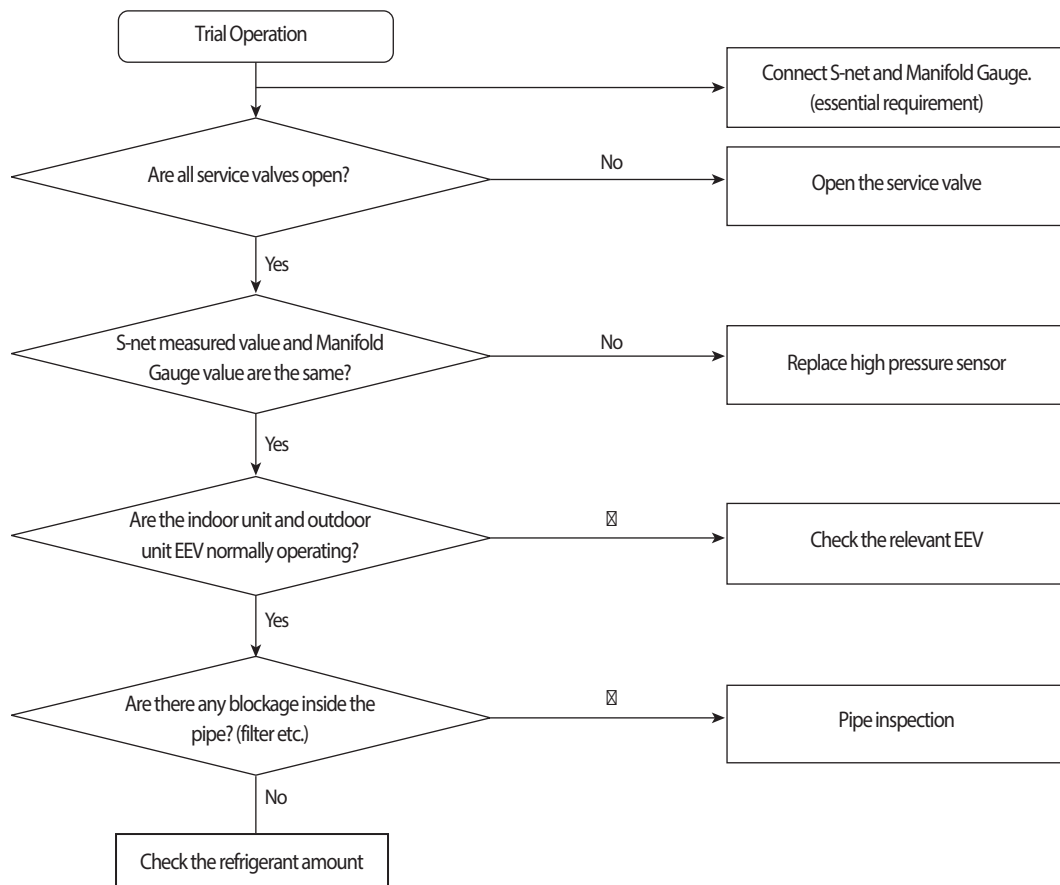 Trial Operation
Connect S-net and Manifold Gauge.
(essential requirement)
Are all service valves open?
No
Open the service valve
Yes
S-net measured value and Manifold
Gauge value are the same?
No
Replace high pressure sensor
Yes
Are the indoor unit and outdoor
unit EEV normally operating?
Check the relevant EEV
Yes
Are there any blockage inside the
pipe? (filter etc.)
Pipe inspection
No
Check the refrigerant amount